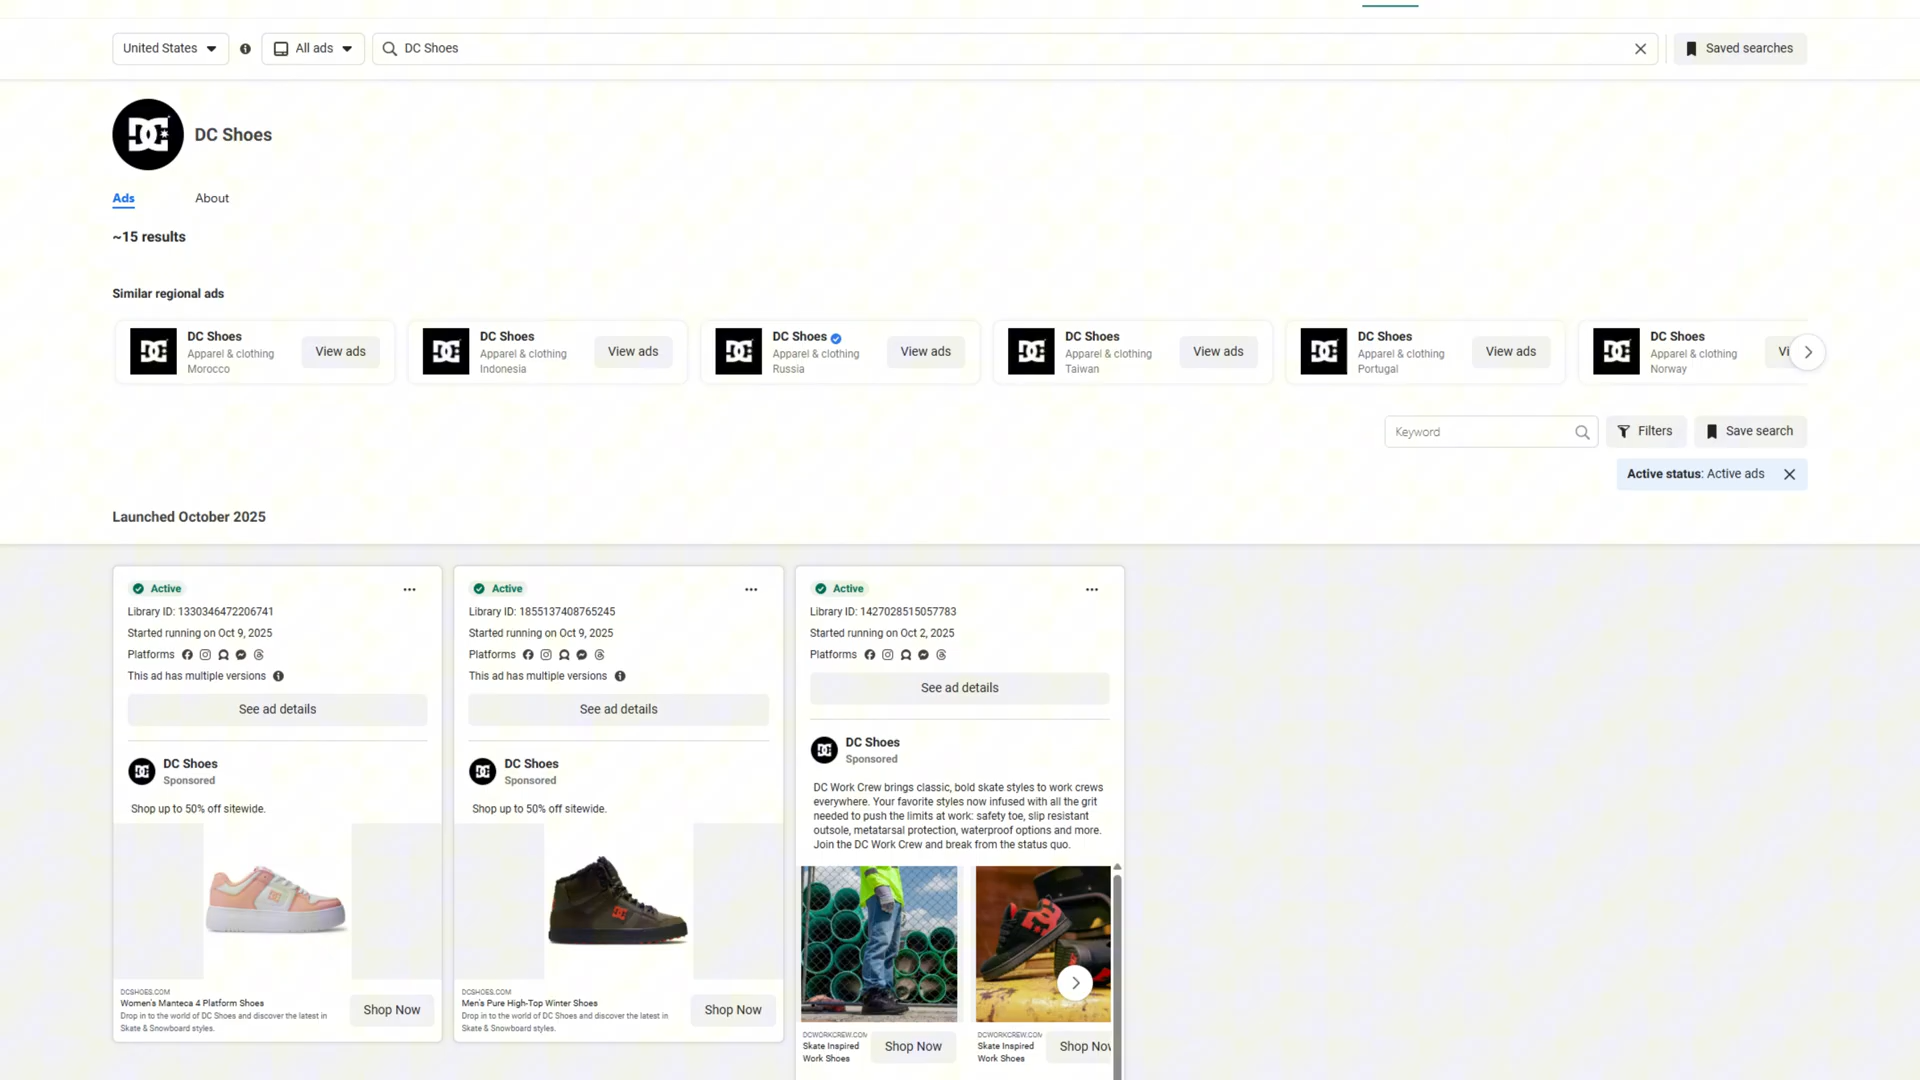 United States
All ads
DC Shoes
Saved searches
DC Shoes
Ads
About
~15 results
Similar regional ads
DC Shoes
Apparel & clothing
Morocco
View ads
DC Shoes
Apparel & clothing
Indonesia
View ads
DC Shoes
Apparel & clothing
Russia
View ads
DC Shoes
Apparel & clothing
Taiwan
View ads
DC Shoes
Apparel & clothing
Portugal
View ads
DC Shoes
Apparel & clothing
Norway
Vi
Keyword
Filters
Save search
Active status: Active ads
Launched October 2025
Active
Library ID: 1330346472206741
Started running on Oct 9, 2025
Platforms
This ad has multiple versions
See ad details
DC Shoes
Sponsored
Shop up to 50% off sitewide.
DCSHOES.COM
Women's Manteca 4 Platform Shoes
Drop in to the world of DC Shoes and discover the latest in
Skate & Snowboard styles.
Shop Now
Active
Library ID: 1855137408765245
Started running on Oct 9, 2025
Platforms
This ad has multiple versions
See ad details
DC Shoes
Sponsored
Shop up to 50% off sitewide.
DCSHOES.COM
Men's Pure High-Top Winter Shoes
Drop in to the world of DC Shoes and discover the latest in
Skate & Snowboard styles.
Shop Now
Active
Library ID: 1427028515057783
Started running on Oct 2, 2025
Platforms
See ad details
DC Shoes
Sponsored
DC Work Crew brings classic, bold skate styles to work crews
everywhere. Your favorite styles now infused with all the grit
needed to push the limits at work: safety toe, slip resistant
outsole, metatarsal protection, waterproof options and more.
Join the DC Work Crew and break from the status quo.
DCWORKCREW.COM
Skate Inspired
Work Shoes
Shop Now
DCWORKCREW.COM
Skate Inspired
Work Shoes
Shop Now